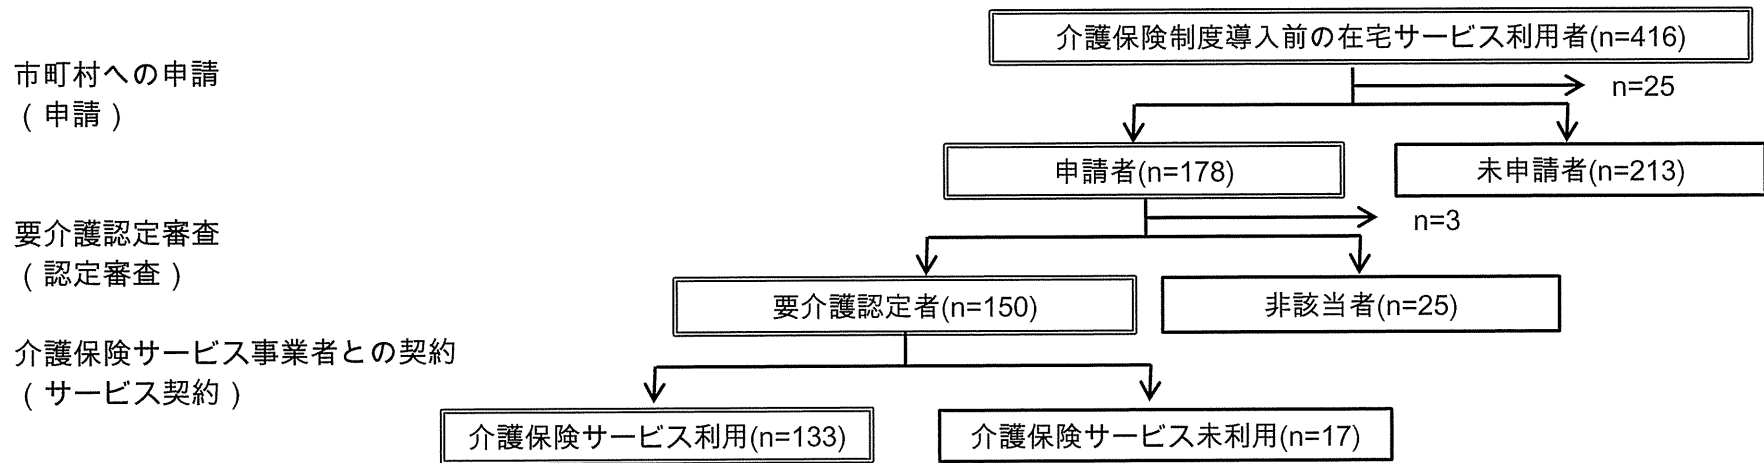 介護保険制度導入前の在宅サービス利用者(n=416)
市町村への申請
( 申請 )
n=25
申請者(n=178)
未申請者(n=213)
要介護認定審査
( 認定審査 )
n=3
要介護認定者(n=150)
非該当者(n=25)
介護保険サービス事業者との契約
( サービス契約 )
介護保険サービス利用(n=133)
介護保険サービス未利用(n=17)